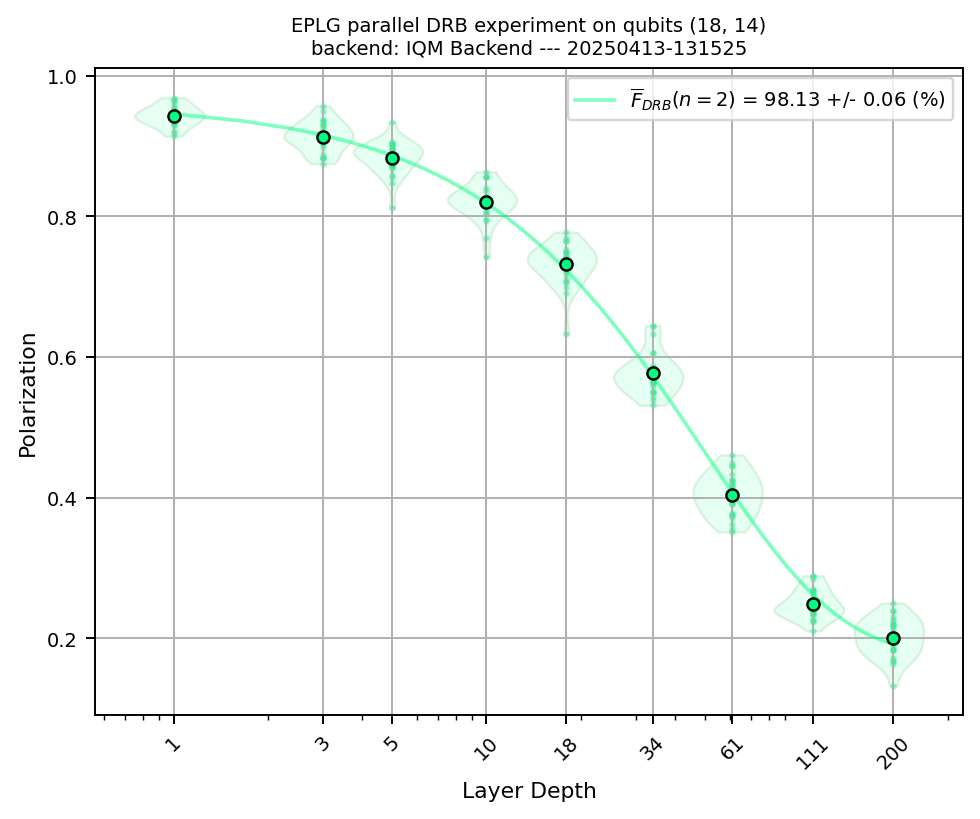 EPLG parallel DRB experiment on qubits (18, 14)
backend: IQM Backend --- 20250413-131525
F̅_DRB(n = 2) = 98.13 +/- 0.06 (%)
1.0
0.8
0.6
0.4
0.2
Polarization
1
3
5
10
18
34
61
111
200
Layer Depth